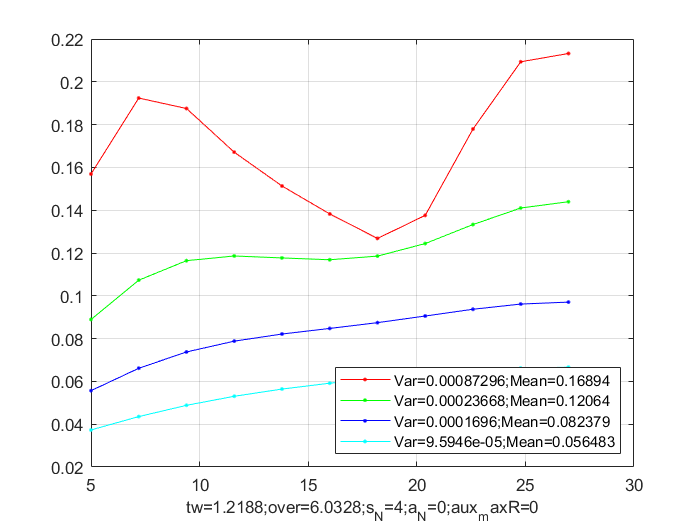 0.22
0.2
0.18
0.16
0.14
0.12
0.1
0.08
0.06
0.04
0.02
5 10 15 20 25 30
Var=0.00087296;Mean=0.16894
Var=0.00023668;Mean=0.12064
Var=0.0001696;Mean=0.082379
Var=9.5946e-05;Mean=0.056483
tw=1.2188;over=6.0328;s_N=4;a_N=0;aux_maxR=0